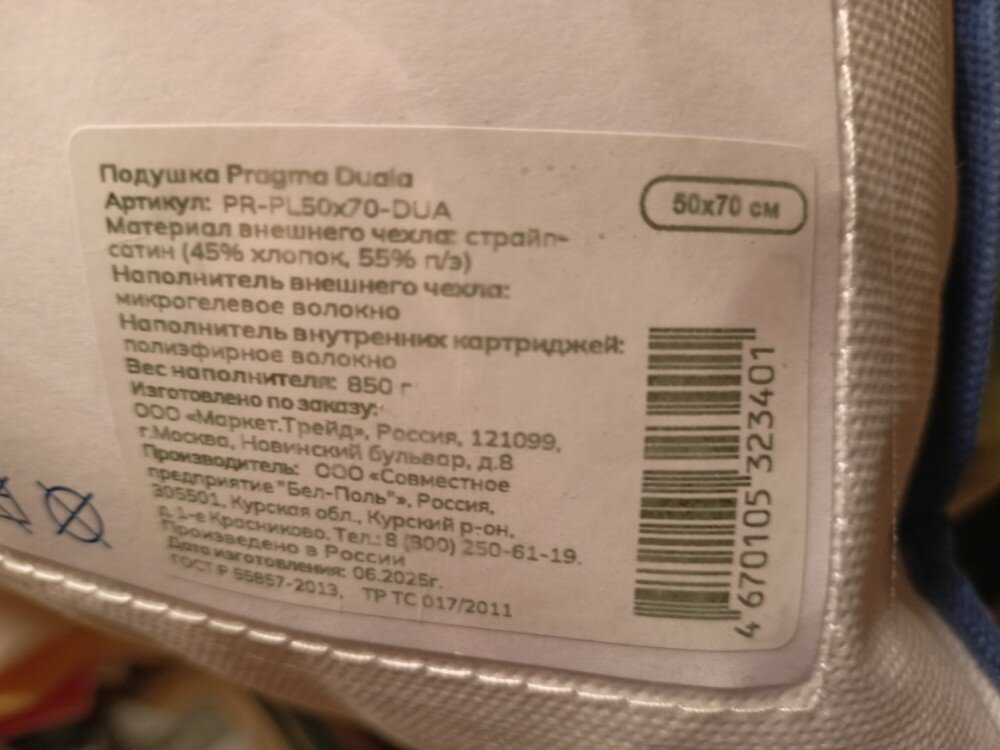 Подушка Pragma Duala
Артикул: PR-PL50x70-DUA
50x70 см
Материал внешнего чехла: страйп-
сатин (45% хлопок, 55% п/э)
Наполнитель внешнего чехла:
микрогелевое волокно
Наполнитель внутренних картриджей:
полиэфирное волокно
Вес наполнителя: 850 г
Изготовлено по заказу:
ООО «Маркет.Трейд», Россия, 121099,
г.Москва, Новинский бульвар, д.8
Производитель: ООО «Совместное
предприятие "Бел-Поль"», Россия,
305501, Курская обл., Курский р-он,
д. 1-е Красниково. Тел.: 8 (800) 250-61-19.
Произведено в России
Дата изготовления: 06.2025г.
ГОСТ Р 55857-2013, ТР ТС 017/2011
4 670105 323401